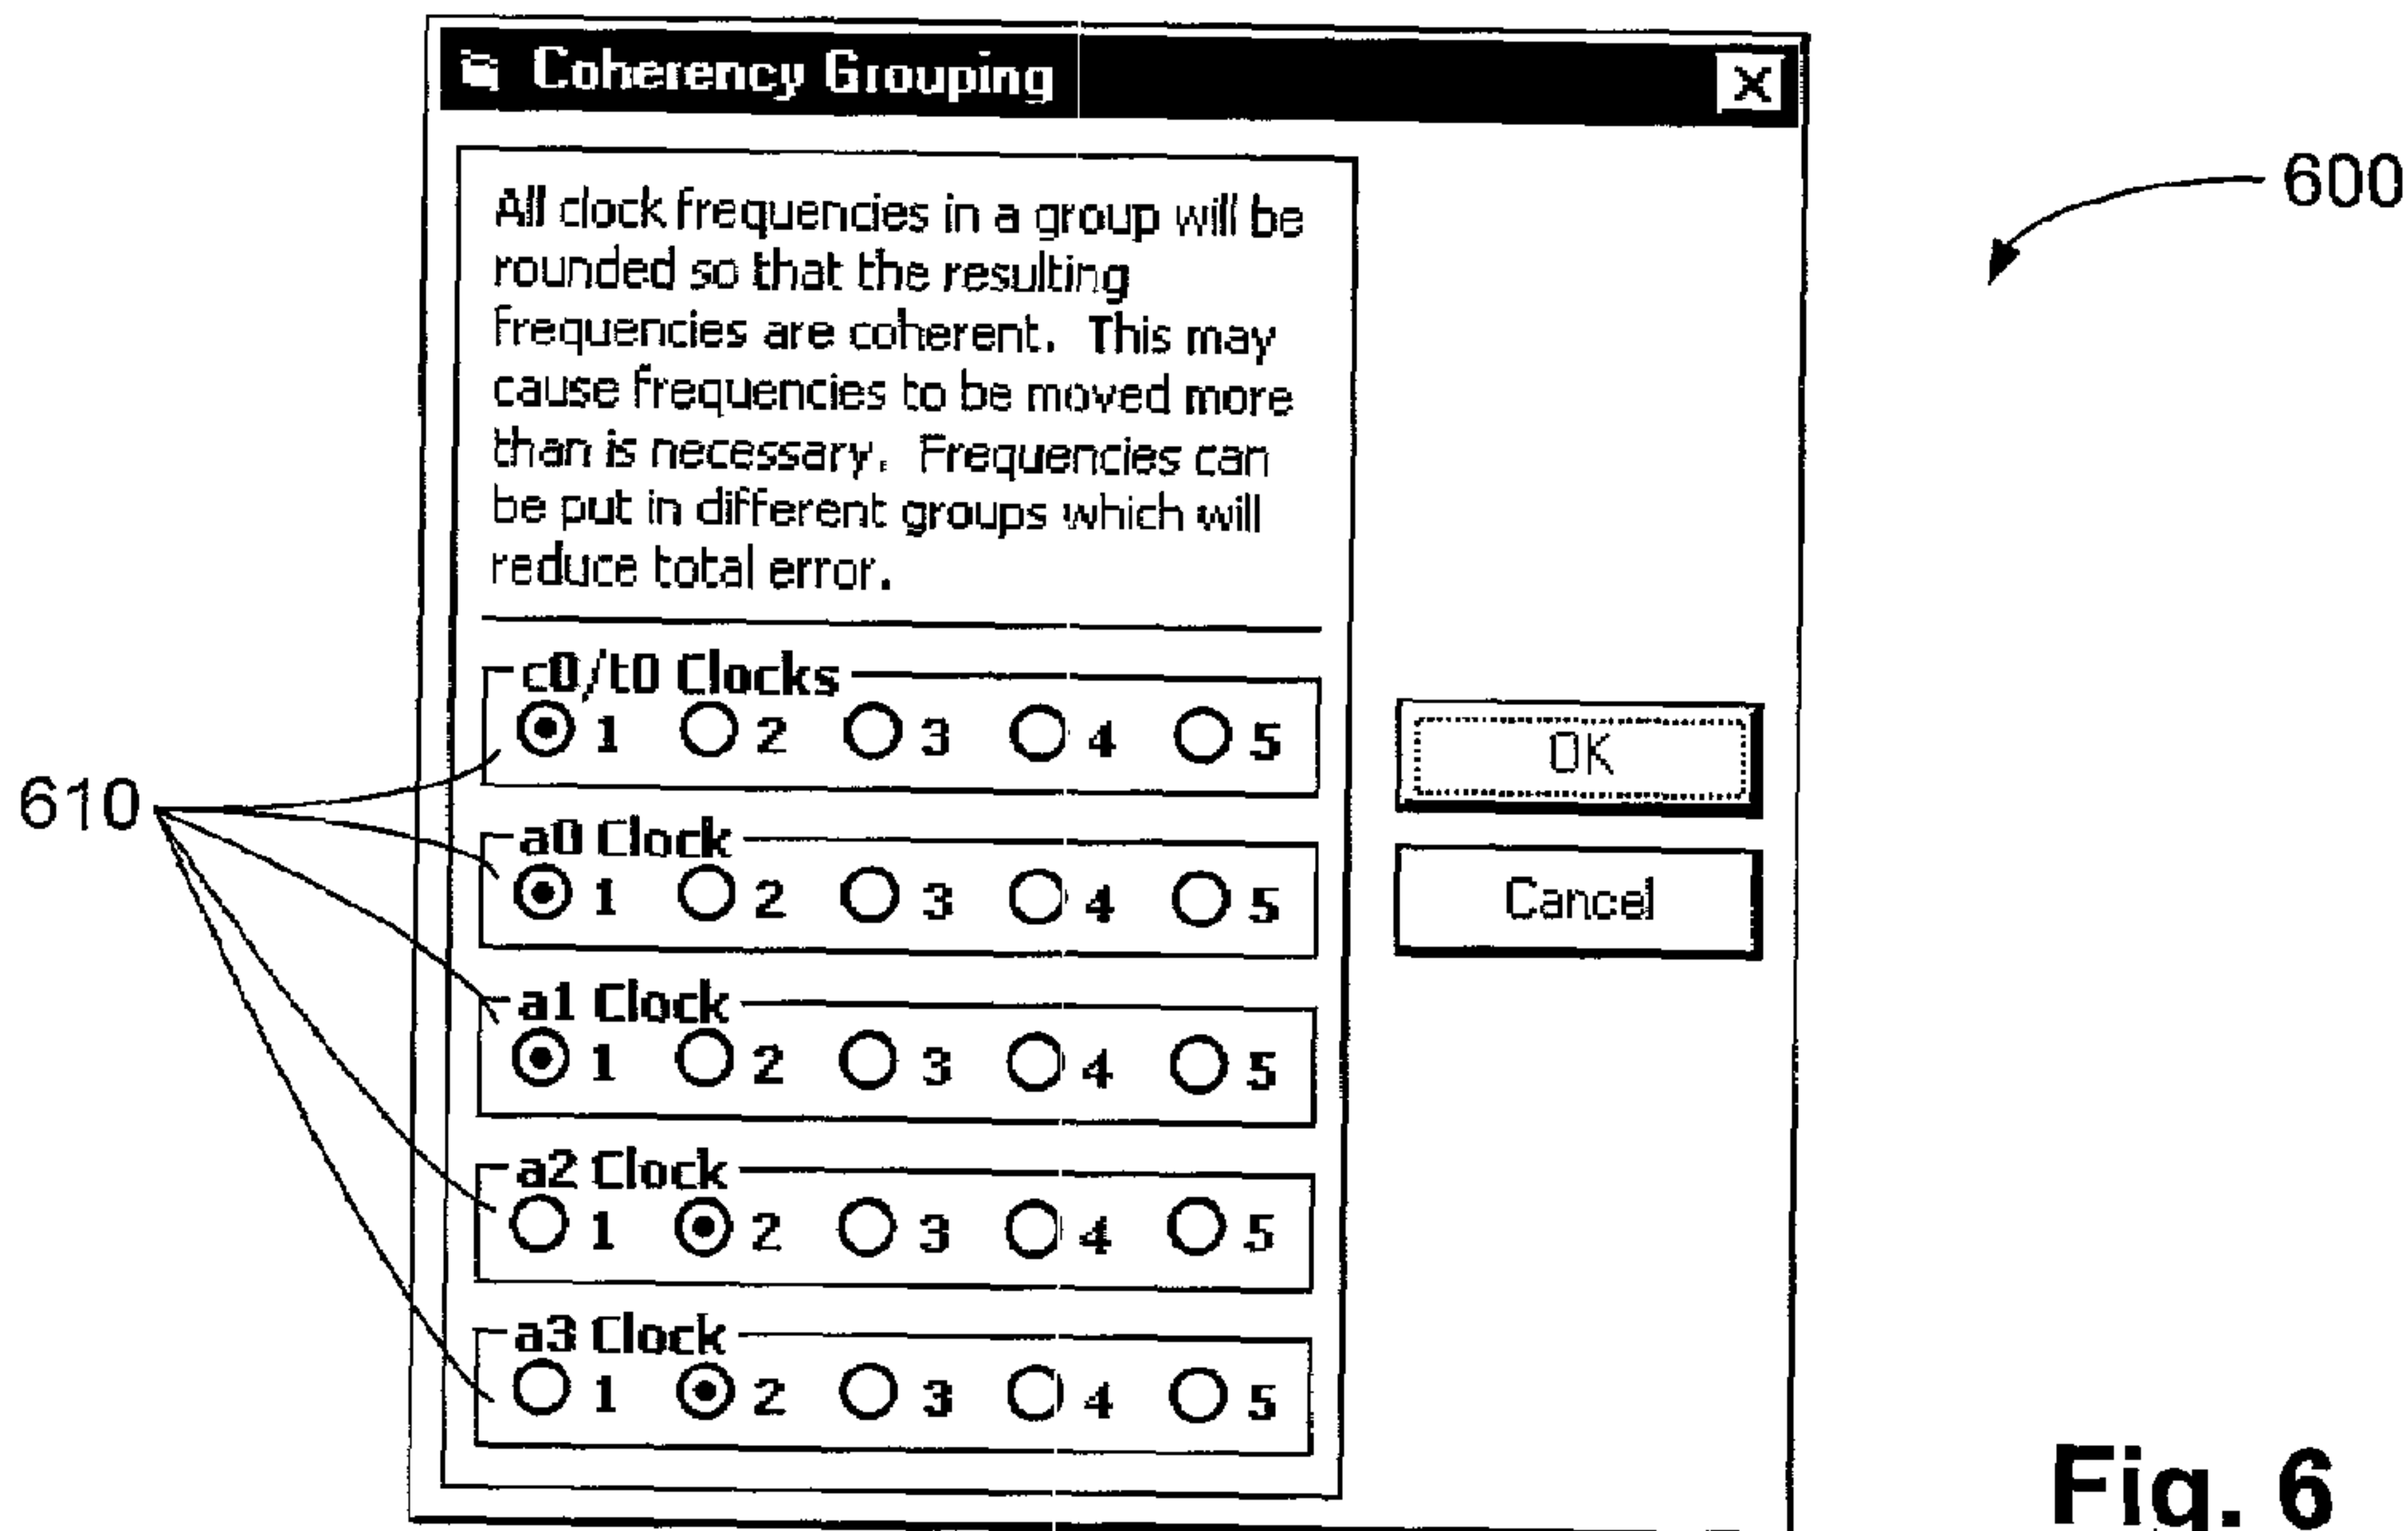 Coherency Grouping
600
All clock frequencies in a group will be
rounded so that the resulting
frequencies are coherent. This may
cause frequencies to be moved more
than is necessary. Frequencies can
be put in different groups which will
reduce total error.
c0/t0 Clocks
1 2 3 4 5
OK
610
a0 Clock
1 2 3 4 5
Cancel
a1 Clock
1 2 3 4 5
a2 Clock
1 2 3 4 5
a3 Clock
1 2 3 4 5
Fig. 6